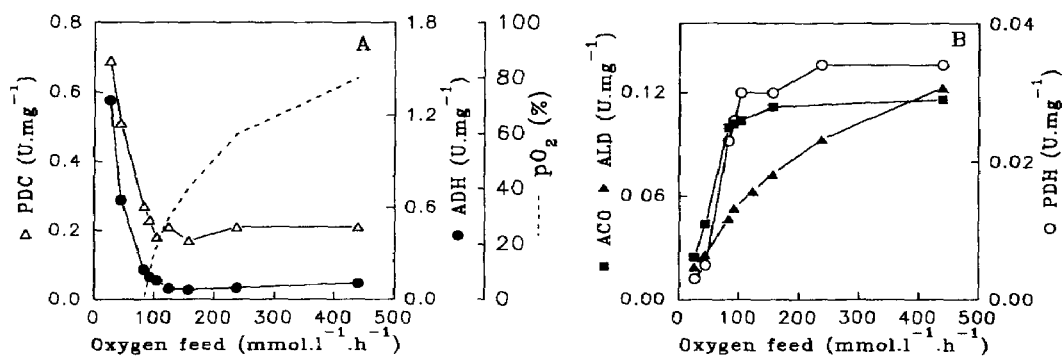 0.8
0.6
0.4
0.2
0.0
▷ PDC (U.mg⁻¹)
A
0 100 200 300 400 500
Oxygen feed (mmol.l⁻¹.h⁻¹)
1.8
1.2
0.6
0.0
● ADH (U.mg⁻¹)
100
80
60
40
20
0
pO₂ (%)
0.12
0 06
0.00
■ ACO ▲ ALD (U.mg⁻¹)
B
0 100 200 300 400 500
Oxygen feed (mmol.l⁻¹.h⁻¹)
0.04
0.02
0.00
○ PDH (U.mg⁻¹)